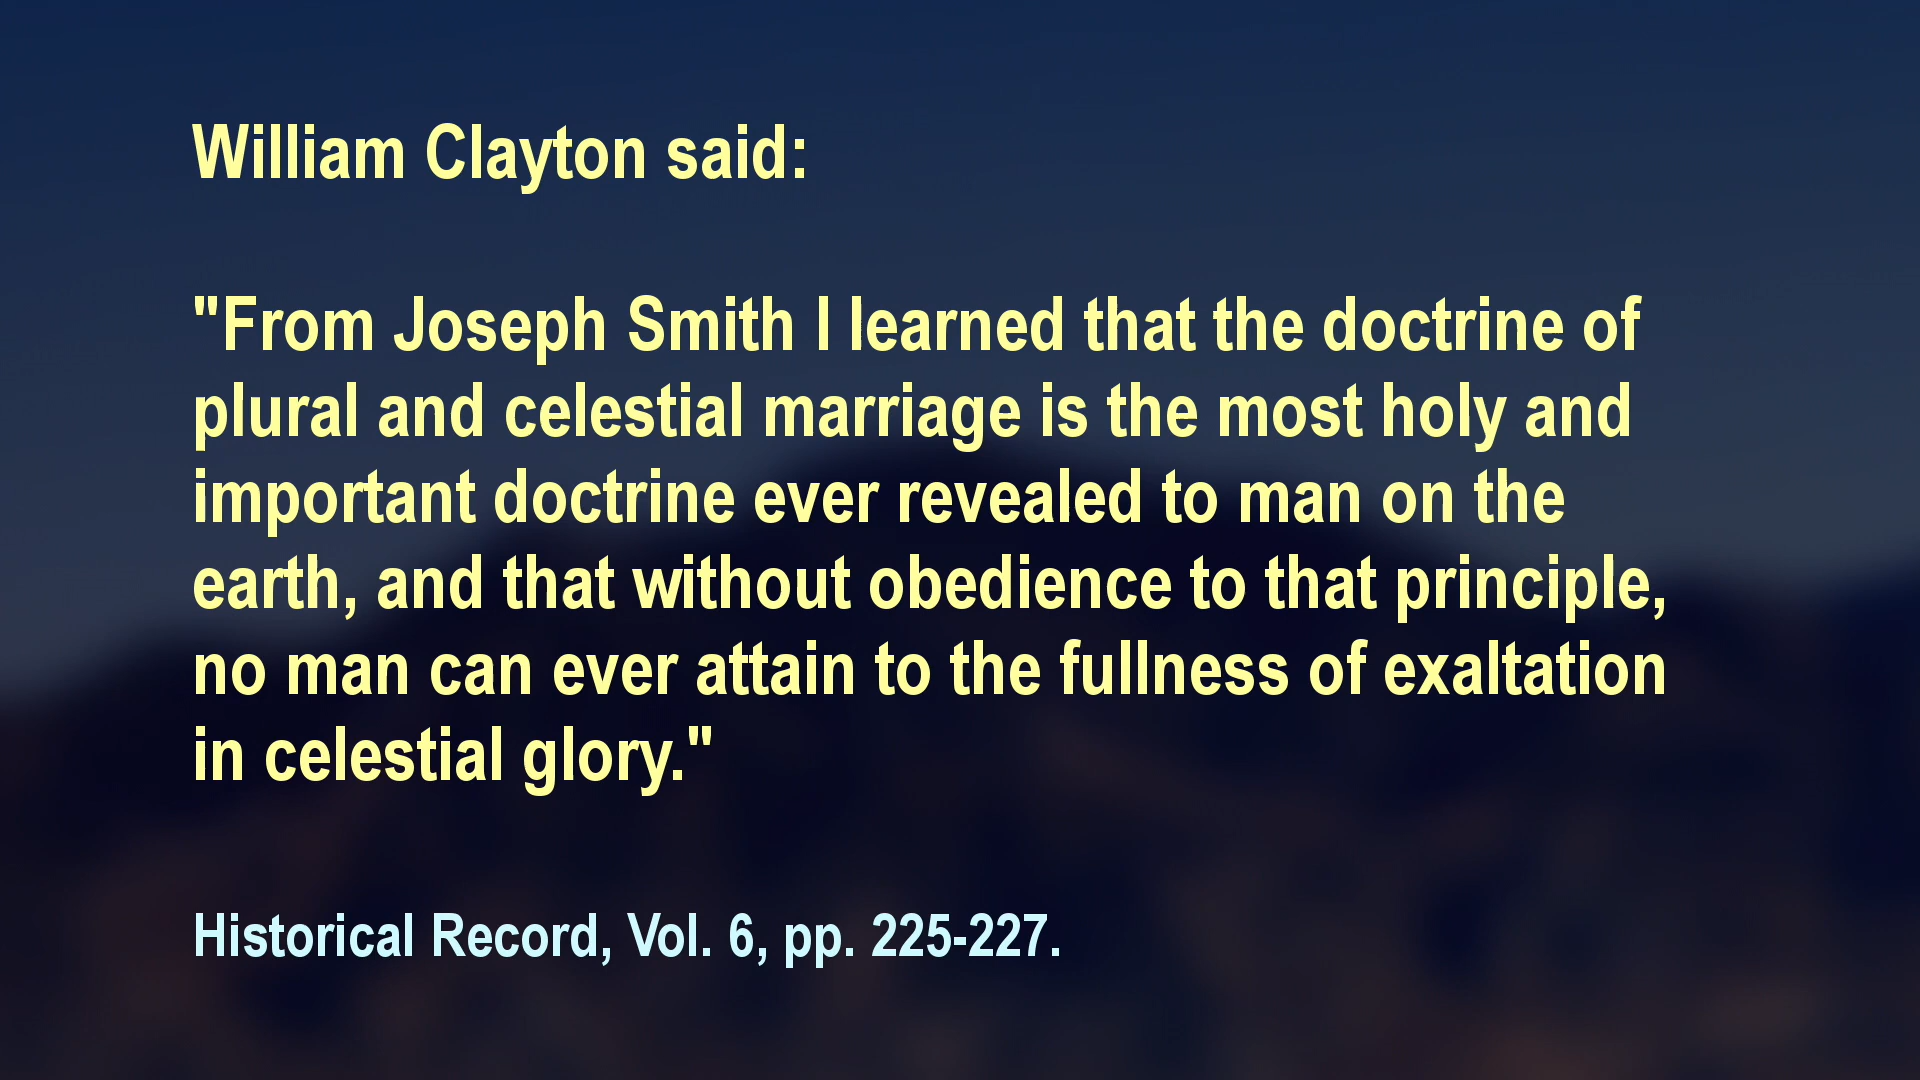 William Clayton said:
"From Joseph Smith I learned that the doctrine of
plural and celestial marriage is the most holy and
important doctrine ever revealed to man on the
earth, and that without obedience to that principle,
no man can ever attain to the fullness of exaltation
in celestial glory."
Historical Record, Vol. 6, pp. 225-227.